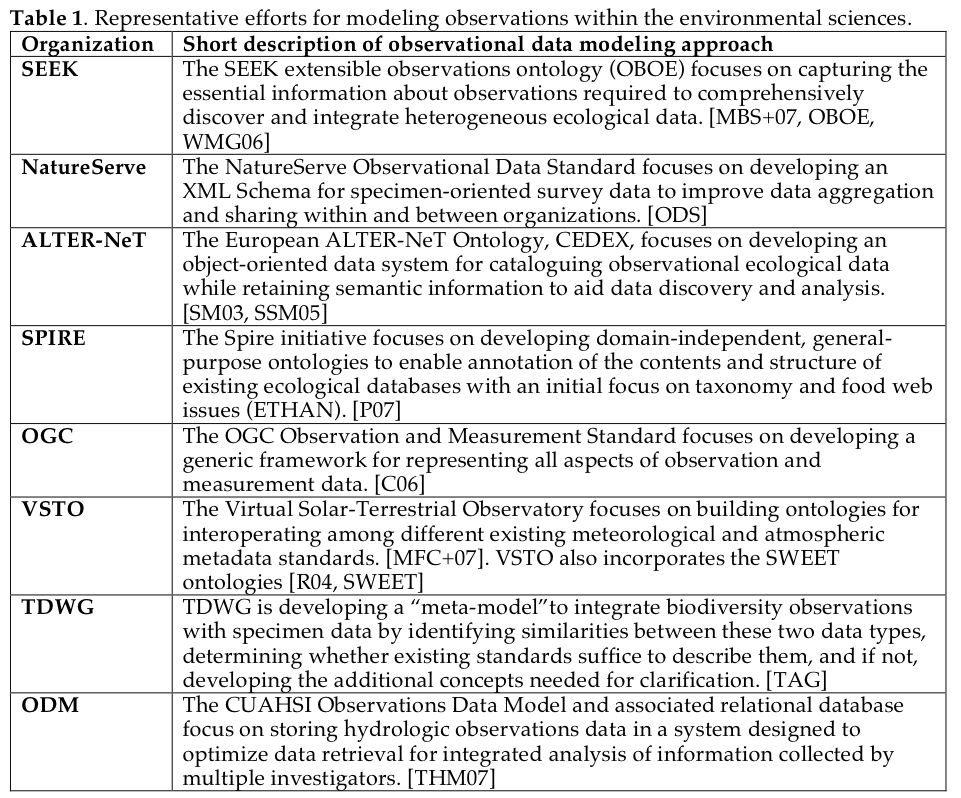 Table 1. Representative efforts for modeling observations within the environmental sciences.
Organization Short description of observational data modeling approach
SEEK The SEEK extensible observations ontology (OBOE) focuses on capturing the
essential information about observations required to comprehensively
discover and integrate heterogeneous ecological data. [MBS+07, OBOE,
WMG06]
NatureServe The NatureServe Observational Data Standard focuses on developing an
XML Schema for specimen-oriented survey data to improve data aggregation
and sharing within and between organizations. [ODS]
ALTER-NeT The European ALTER-NeT Ontology, CEDEX, focuses on developing an
object-oriented data system for cataloguing observational ecological data
while retaining semantic information to aid data discovery and analysis.
[SM03, SSM05]
SPIRE The Spire initiative focuses on developing domain-independent, general-
purpose ontologies to enable annotation of the contents and structure of
existing ecological databases with an initial focus on taxonomy and food web
issues (ETHAN). [P07]
OGC The OGC Observation and Measurement Standard focuses on developing a
generic framework for representing all aspects of observation and
measurement data. [C06]
VSTO The Virtual Solar-Terrestrial Observatory focuses on building ontologies for
interoperating among different existing meteorological and atmospheric
metadata standards. [MFC+07]. VSTO also incorporates the SWEET
ontologies [R04, SWEET]
TDWG TDWG is developing a “meta-model”to integrate biodiversity observations
with specimen data by identifying similarities between these two data types,
determining whether existing standards suffice to describe them, and if not,
developing the additional concepts needed for clarification. [TAG]
ODM The CUAHSI Observations Data Model and associated relational database
focus on storing hydrologic observations data in a system designed to
optimize data retrieval for integrated analysis of information collected by
multiple investigators. [THM07]